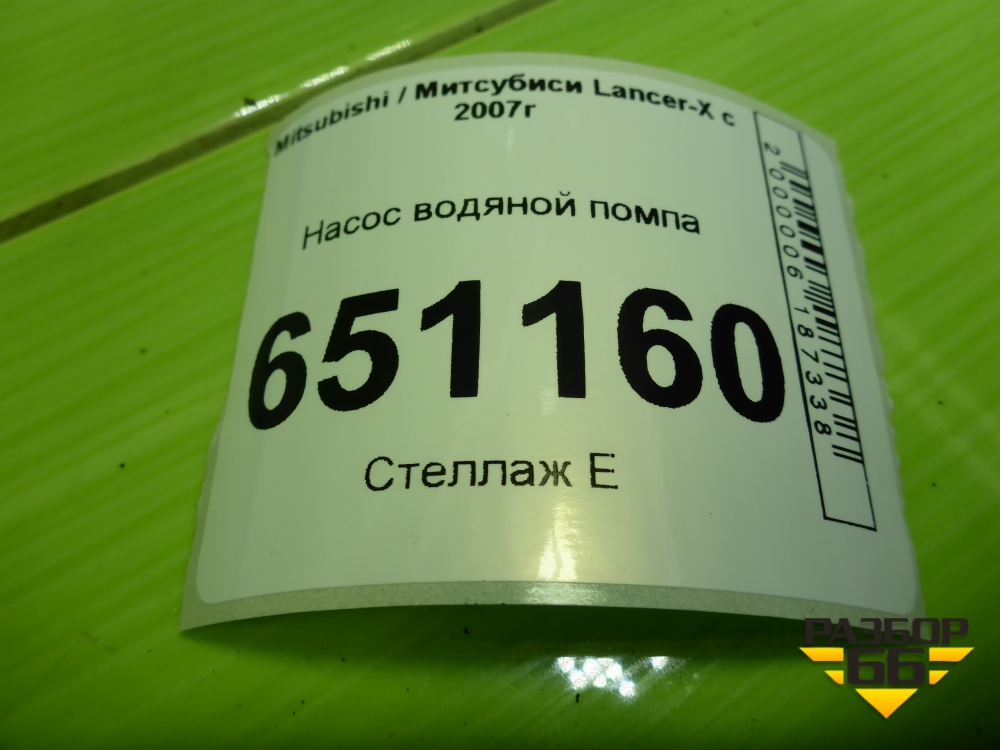 Mitsubishi / Митсубиси Lancer-X с
2007г
Насос водяной помпа
651160
Стеллаж Е
2000006187338
РАЗБОР
66